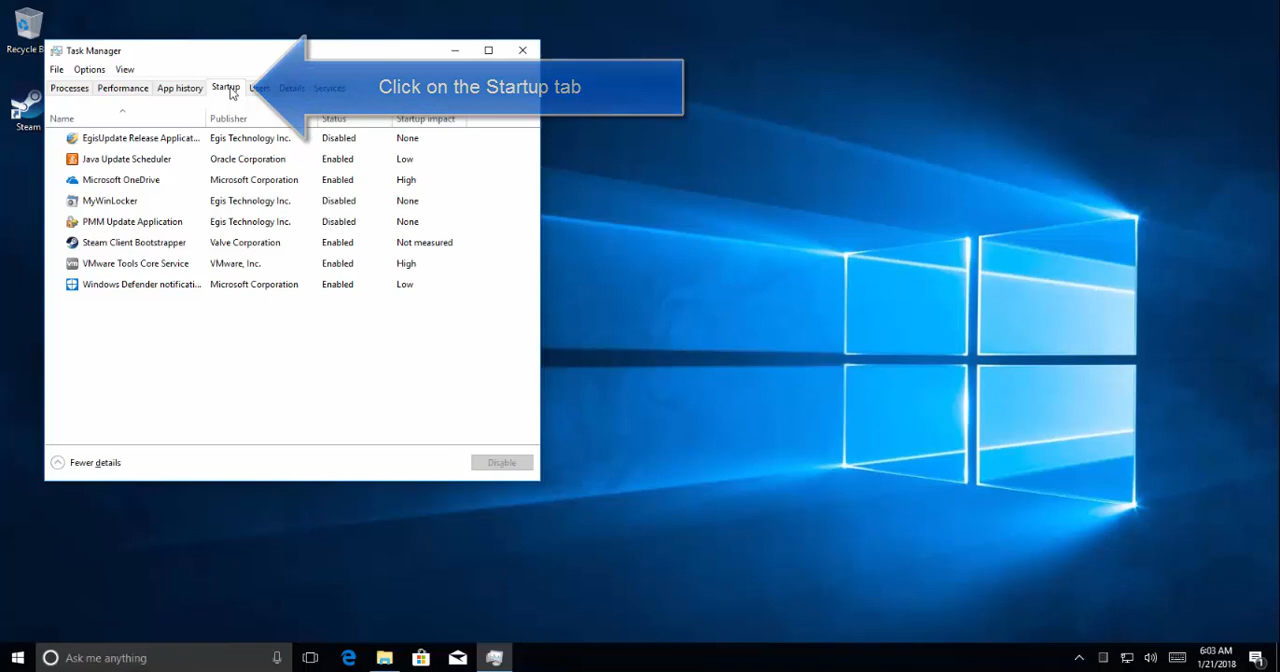 Recycle B
Steam
Task Manager
File Options View
Processes Performance App history Startup Users Details Services
Click on the Startup tab
Name Publisher Status Startup impact
EgisUpdate Release Applicat... Egis Technology Inc. Disabled None
Java Update Scheduler Oracle Corporation Enabled Low
Microsoft OneDrive Microsoft Corporation Enabled High
MyWinLocker Egis Technology Inc. Disabled None
PMM Update Application Egis Technology Inc. Disabled None
Steam Client Bootstrapper Valve Corporation Enabled Not measured
VMware Tools Core Service VMware, Inc. Enabled High
Windows Defender notificati... Microsoft Corporation Enabled Low
Fewer details Disable
Ask me anything
6:03 AM
1/21/2018
1